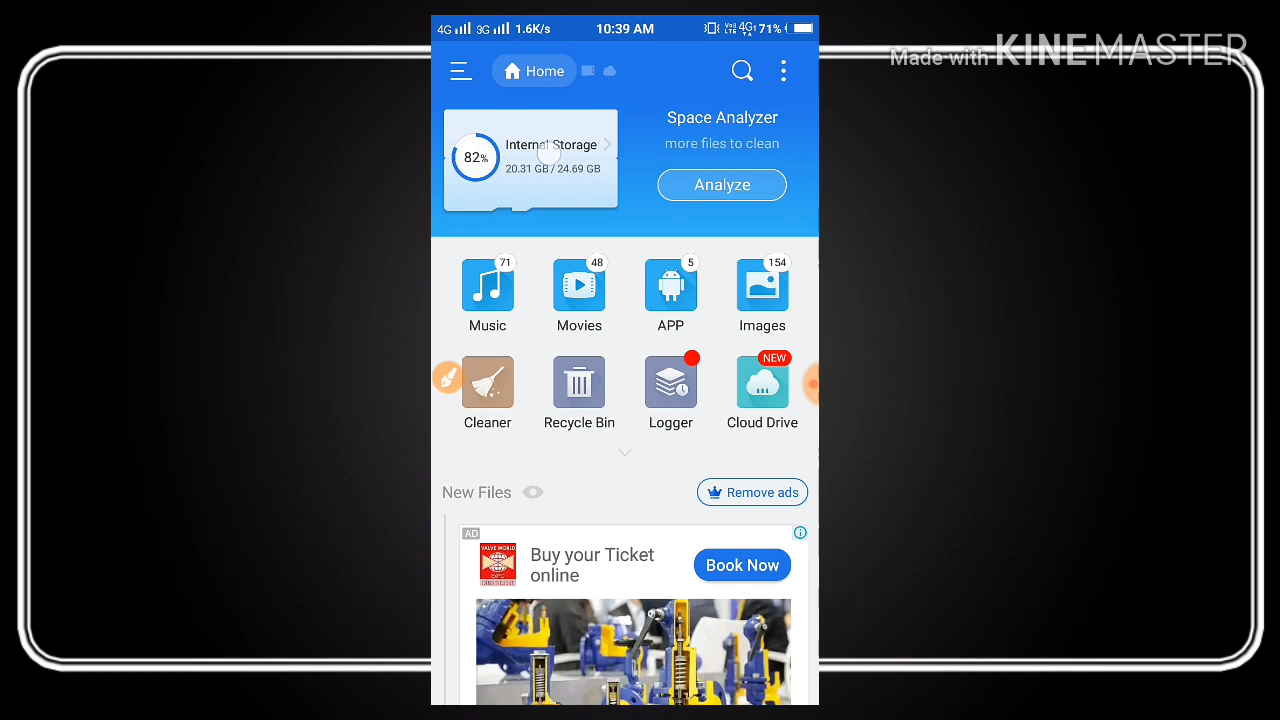 Made with KINEMASTER
4G 3G 1.6K/s 10:39 AM VoLTE 4G 71%
Home
Space Analyzer
more files to clean
Analyze
82%
Internal Storage
20.31 GB / 24.69 GB
71 48 5 154
Music Movies APP Images
NEW
Cleaner Recycle Bin Logger Cloud Drive
New Files Remove ads
AD
VALVE WORLD
EXPO
Buy your Ticket
online
Book Now